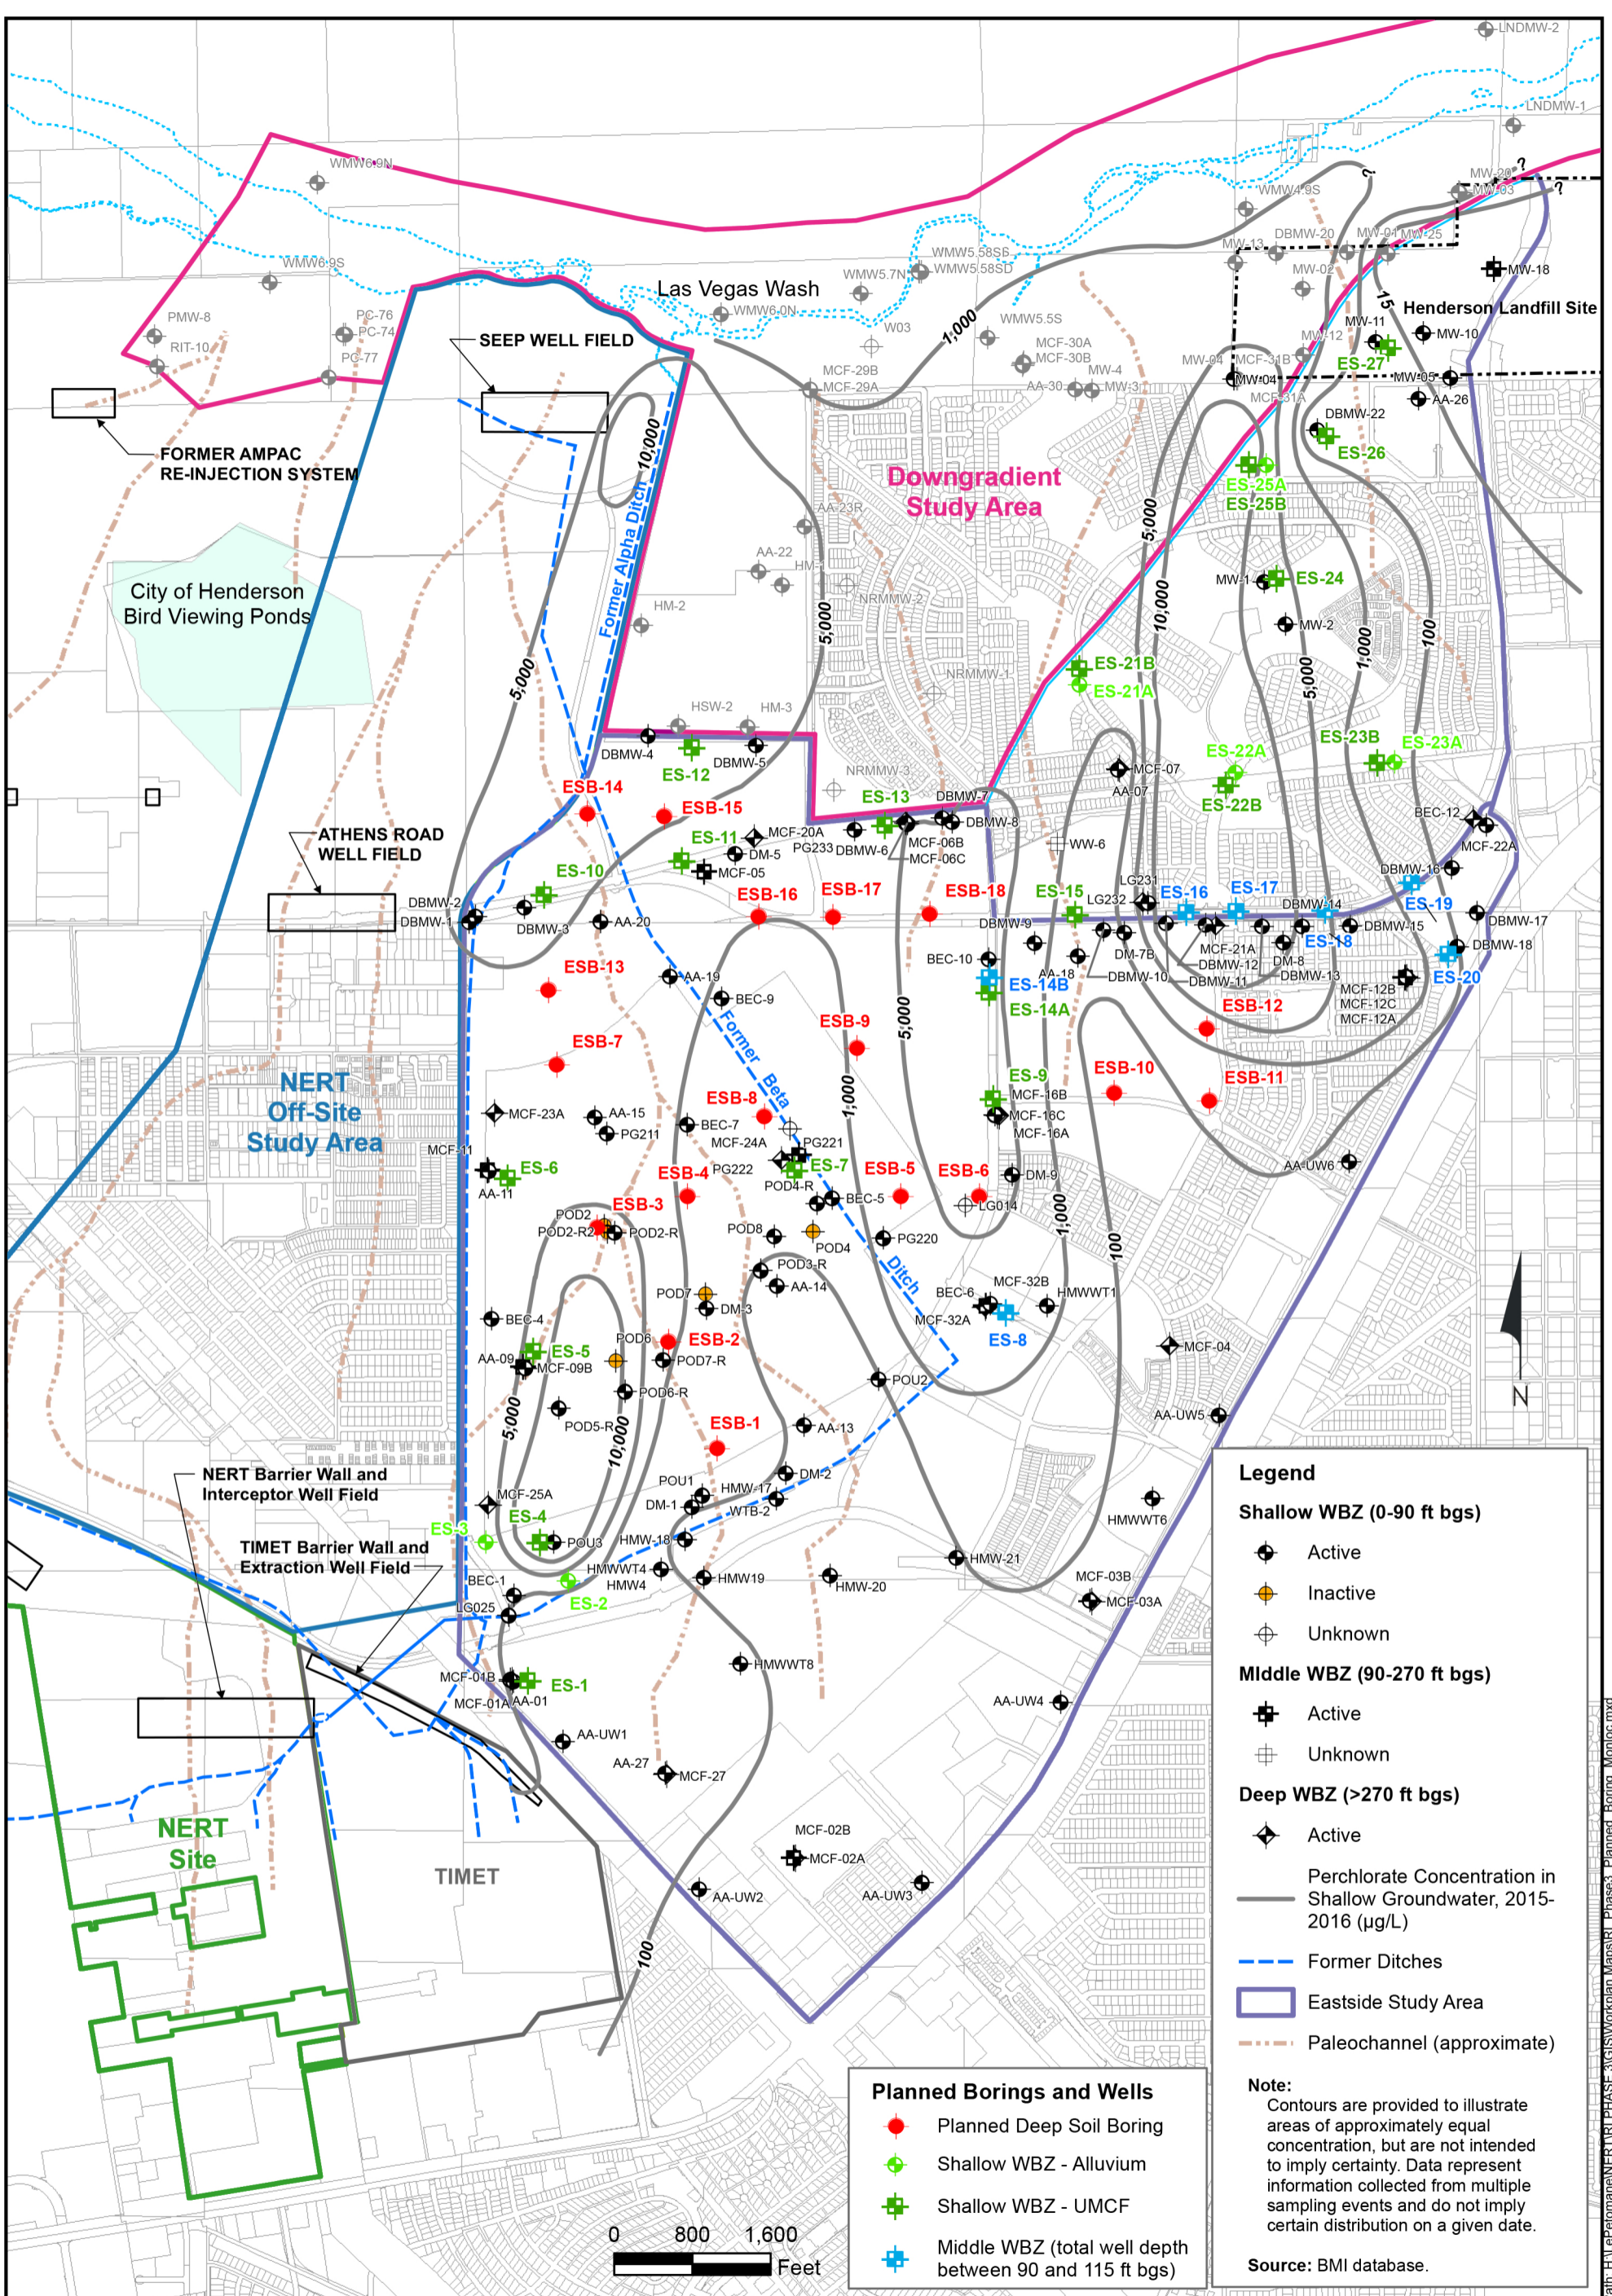 LNDMW-2
LNDMW-1
WMW6.9N
MW-20
MW-03
?
?
?
WMW4.9S
WMW6.9S
WMW5.58SS
WMW5.58SD
MW-13
DBMW-20
MW-01
MW-25
MW-18
WMW5.7N
MW-02
Las Vegas Wash
15
Henderson Landfill Site
PMW-8
PC-76
PC-74
WMW6.0N
W03
1,000
WMW5.5S
MW-11
MW-10
RIT-10
PC-77
SEEP WELL FIELD
MCF-30A
MCF-30B
MW-12
ES-27
MW-04
MCF-31B
MCF-29B
MCF-29A
AA-30
MW-4
MW-3
MW-04
MCF-31A
MW-05
AA-26
DBMW-22
ES-26
10,000
FORMER AMPAC
RE-INJECTION SYSTEM
Downgradient
Study Area
ES-25A
ES-25B
Former Alpha Ditch
AA-23R
5,000
AA-22
HM-1
MW-1
ES-24
City of Henderson
Bird Viewing Ponds
NRMMW-2
HM-2
5,000
10,000
MW-2
1,000
100
5,000
NRMMW-1
ES-21B
ES-21A
5,000
HSW-2
HM-3
DBMW-4
DBMW-5
ES-12
ES-23B
ES-23A
ES-22A
ES-22B
NRMMW-3
MCF-07
AA-07
ESB-14
ESB-15
ES-13
DBMW-7
DBMW-8
BEC-12
MCF-22A
ATHENS ROAD
WELL FIELD
ES-11
MCF-20A
PG233
DBMW-6
MCF-06B
MCF-06C
WW-6
DM-5
MCF-05
DBMW-16
ES-10
ESB-16
ESB-17
ESB-18
ES-15
LG231
LG232
ES-16
ES-17
DBMW-14
ES-19
DBMW-2
DBMW-1
DBMW-3
AA-20
DBMW-9
DBMW-17
DBMW-15
ES-18
DBMW-18
BEC-10
AA-18
DM-7B
DBMW-10
MCF-21A
DBMW-12
DBMW-11
DM-8
DBMW-13
ES-20
ESB-13
AA-19
BEC-9
ES-14B
ES-14A
MCF-12B
MCF-12C
MCF-12A
ESB-12
Former Beta Ditch
ESB-9
5,000
ESB-7
1,000
ES-9
MCF-16B
MCF-16C
MCF-16A
ESB-10
ESB-11
NERT
Off-Site
Study Area
ESB-8
MCF-23A
AA-15
PG211
BEC-7
MCF-24A
PG221
PG222
ES-7
MCF-11
ES-6
AA-11
AA-UW6
ESB-4
POD4-R
BEC-5
ESB-5
ESB-6
DM-9
LG014
ESB-3
POD2
POD2-R2
POD2-R
POD8
POD4
PG220
1,000
100
POD3-R
AA-14
POD7
DM-3
BEC-6
MCF-32B
MCF-32A
HMWWT1
ES-8
BEC-4
POD6
ESB-2
POD7-R
AA-09
ES-5
MCF-09B
MCF-04
POD6-R
POD5-R
POU2
AA-UW5
5,000
10,000
ESB-1
AA-13
NERT Barrier Wall and
Interceptor Well Field
POU1
HMW-17
DM-2
DM-1
WTB-2
MCF-25A
HMWWT6
ES-3
ES-4
POU3
HMW-18
TIMET Barrier Wall and
Extraction Well Field
HMWWT4
HMW4
HMW19
HMW-20
HMW-21
BEC-1
LG025
ES-2
MCF-03B
MCF-03A
HMWWT8
MCF-01B
MCF-01A
AA-01
ES-1
AA-UW4
AA-UW1
AA-27
MCF-27
NERT
Site
TIMET
MCF-02B
MCF-02A
AA-UW2
AA-UW3
100
N
Legend
Shallow WBZ (0-90 ft bgs)
Active
Inactive
Unknown
MIddle WBZ (90-270 ft bgs)
Active
Unknown
Deep WBZ (>270 ft bgs)
Active
Perchlorate Concentration in
Shallow Groundwater, 2015-
2016 (µg/L)
Former Ditches
Eastside Study Area
Paleochannel (approximate)
Note:
Contours are provided to illustrate
areas of approximately equal
concentration, but are not intended
to imply certainty. Data represent
information collected from multiple
sampling events and do not imply
certain distribution on a given date.
Source: BMI database.
Planned Borings and Wells
Planned Deep Soil Boring
Shallow WBZ - Alluvium
Shallow WBZ - UMCF
Middle WBZ (total well depth
between 90 and 115 ft bgs)
0 800 1,600
Feet